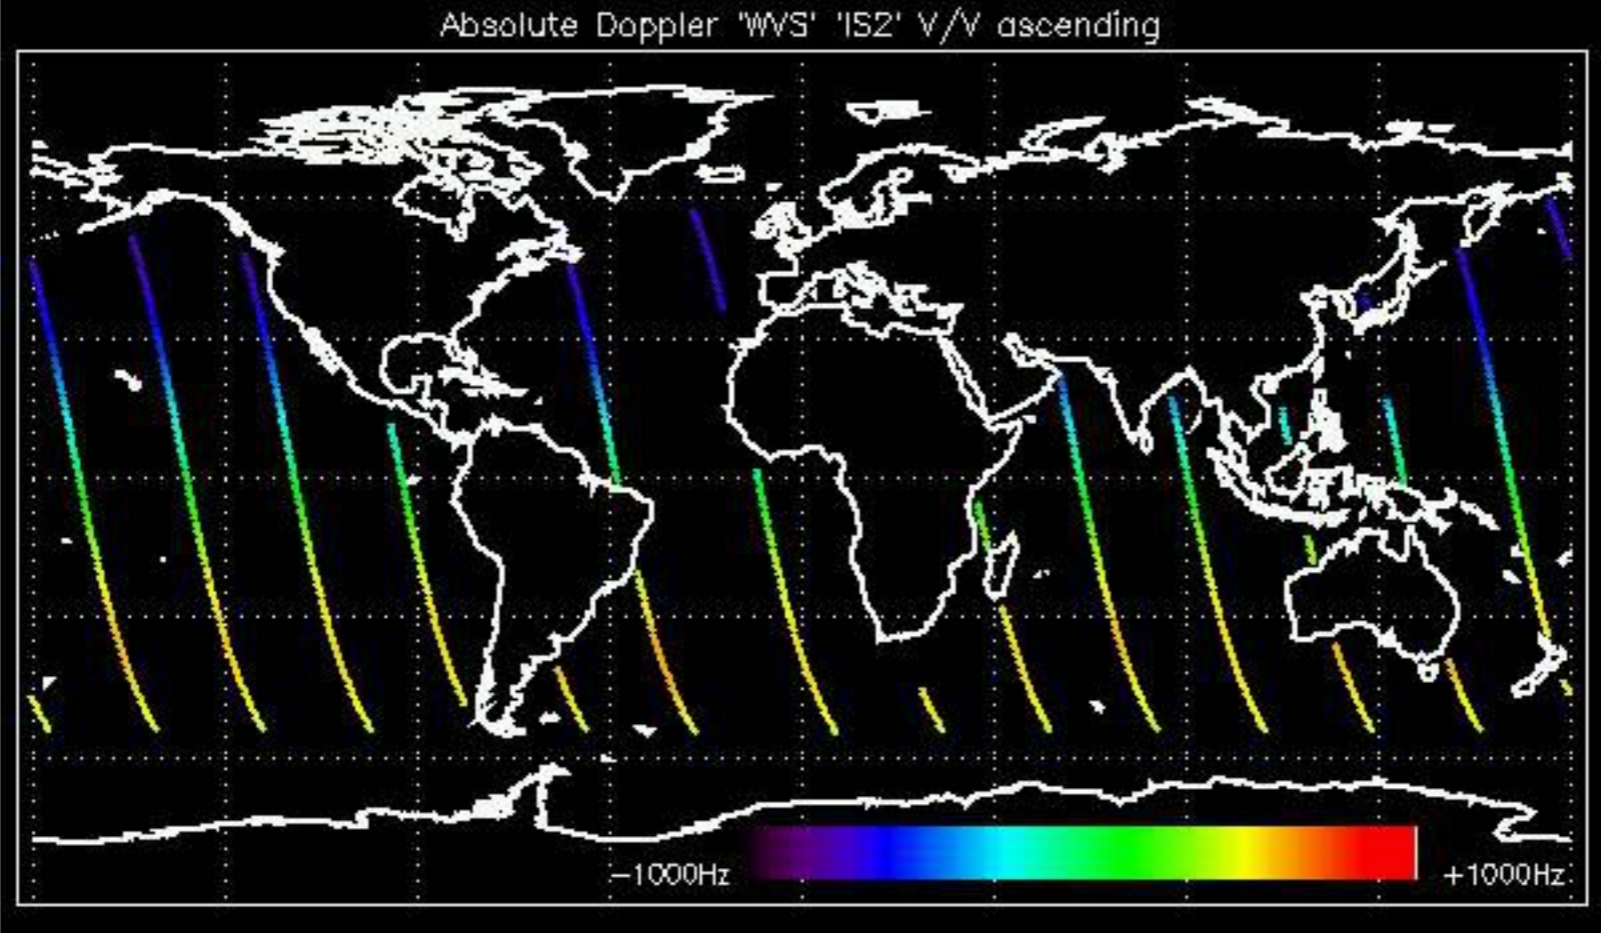 Absolute Doppler 'WVS' 'IS2' V/V ascending
−1000Hz +1000Hz